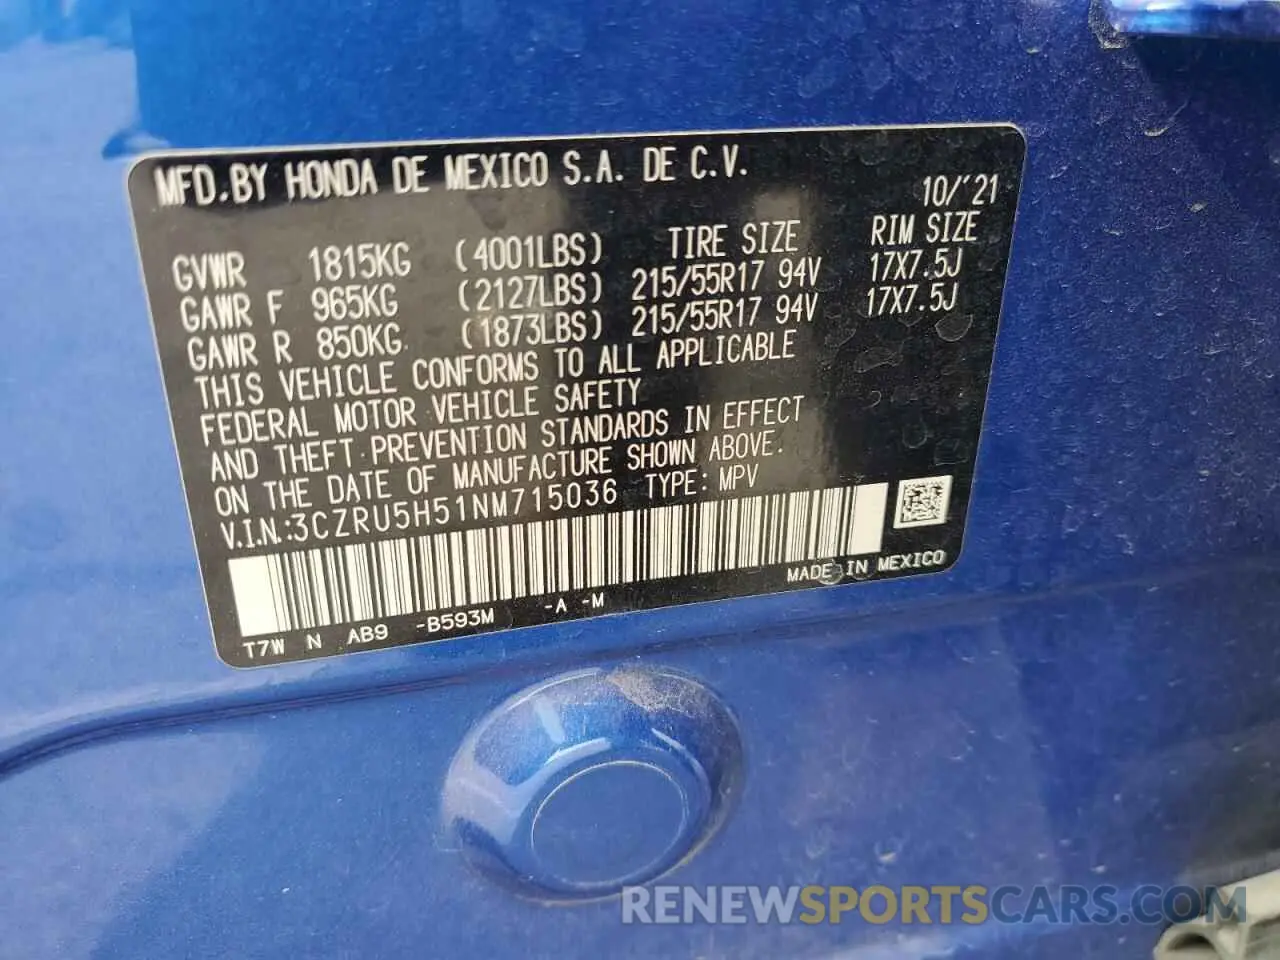 MFD.BY HONDA DE MEXICO S.A. DE C.V.
10/'21
GVWR 1815KG (4001LBS) TIRE SIZE RIM SIZE
GAWR F 965KG (2127LBS) 215/55R17 94V 17X7.5J
GAWR R 850KG (1873LBS) 215/55R17 94V 17X7.5J
THIS VEHICLE CONFORMS TO ALL APPLICABLE
FEDERAL MOTOR VEHICLE SAFETY
AND THEFT PREVENTION STANDARDS IN EFFECT
ON THE DATE OF MANUFACTURE SHOWN ABOVE.
V.I.N.:3CZRU5H51NM715036 TYPE: MPV
MADE IN MEXICO
T7W N AB9 -B593M -A -M
RENEWSPORTSCARS.COM